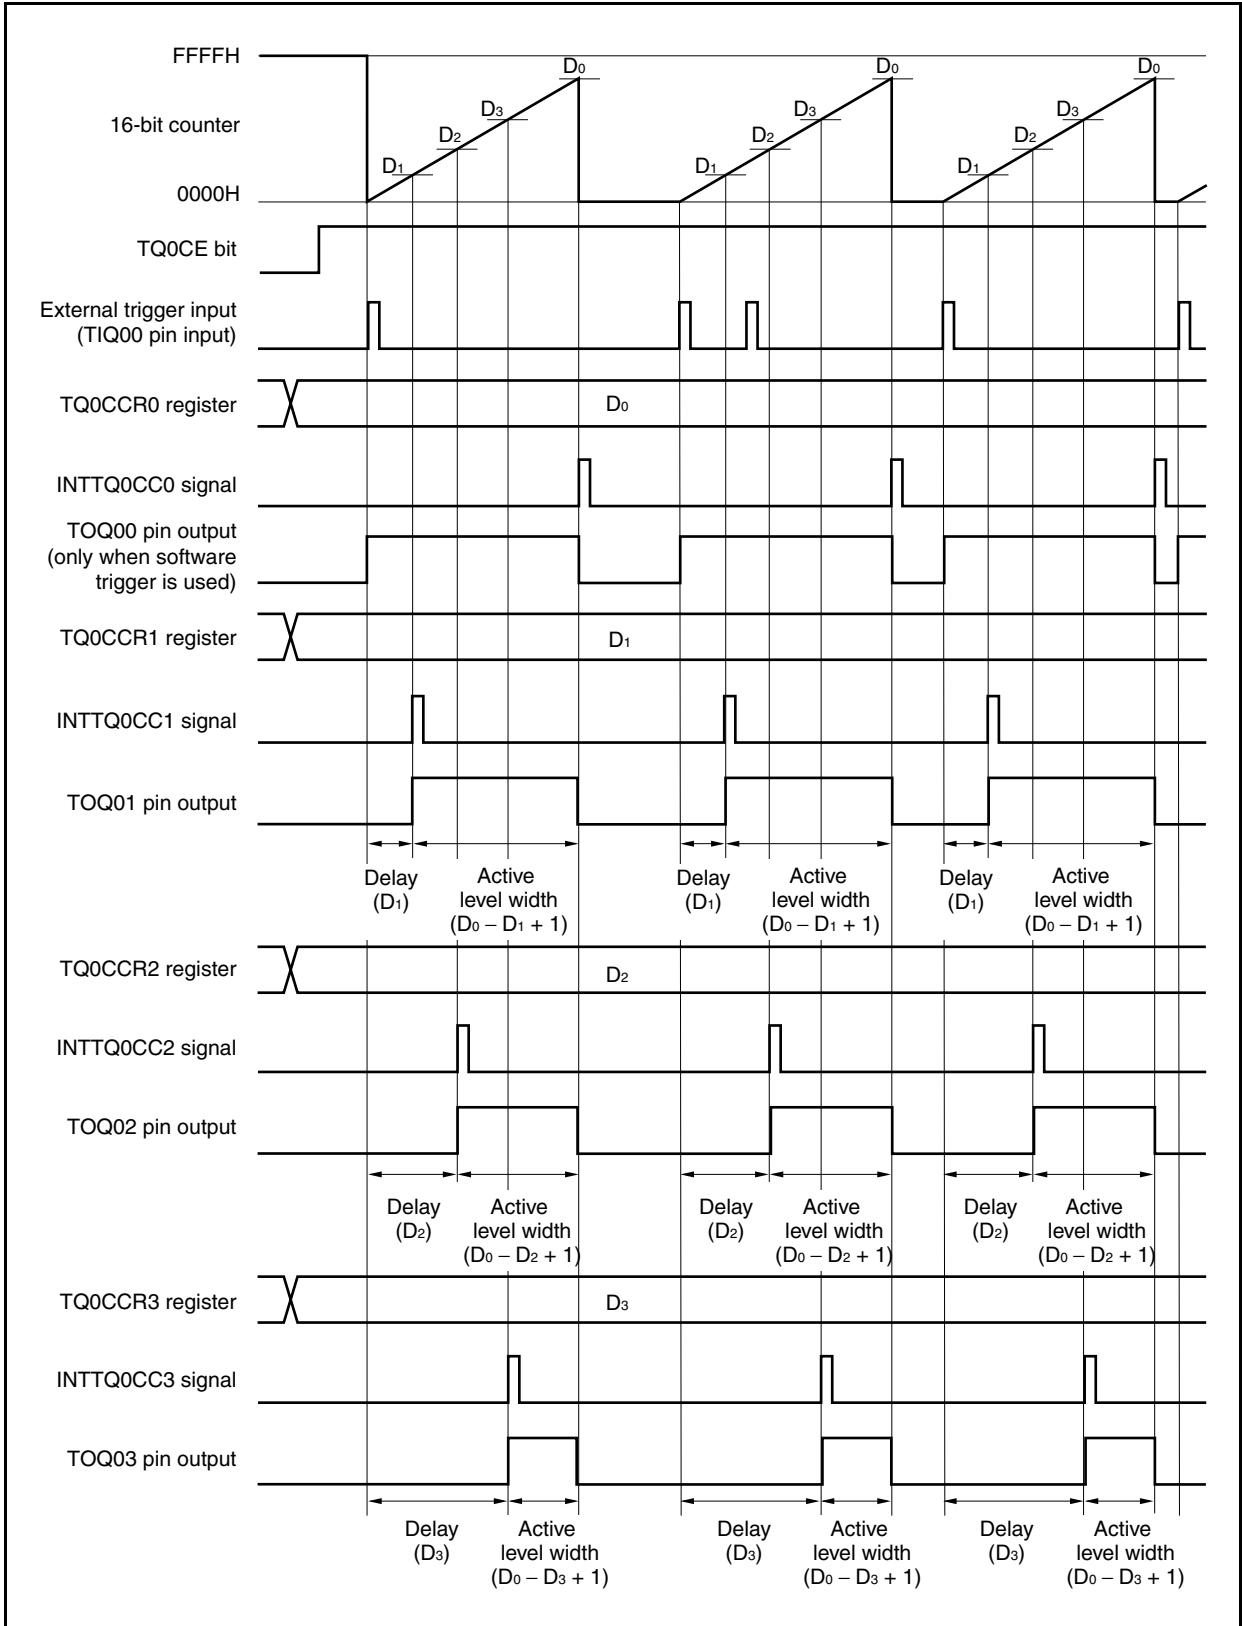 FFFFH
D0 D0 D0
D3 D3 D3
16-bit counter
D2 D2 D2
D1 D1 D1
0000H
TQ0CE bit
External trigger input
(TIQ00 pin input)
TQ0CCR0 register
D0
INTTQ0CC0 signal
TOQ00 pin output
(only when software
trigger is used)
TQ0CCR1 register
D1
INTTQ0CC1 signal
TOQ01 pin output
Delay Active Delay Active Delay Active
(D1) level width (D1) level width (D1) level width
(D0 – D1 + 1) (D0 – D1 + 1) (D0 – D1 + 1)
TQ0CCR2 register
D2
INTTQ0CC2 signal
TOQ02 pin output
Delay Active Delay Active Delay Active
(D2) level width (D2) level width (D2) level width
(D0 – D2 + 1) (D0 – D2 + 1) (D0 – D2 + 1)
TQ0CCR3 register
D3
INTTQ0CC3 signal
TOQ03 pin output
Delay Active Delay Active Delay Active
(D3) level width (D3) level width (D3) level width
(D0 – D3 + 1) (D0 – D3 + 1) (D0 – D3 + 1)